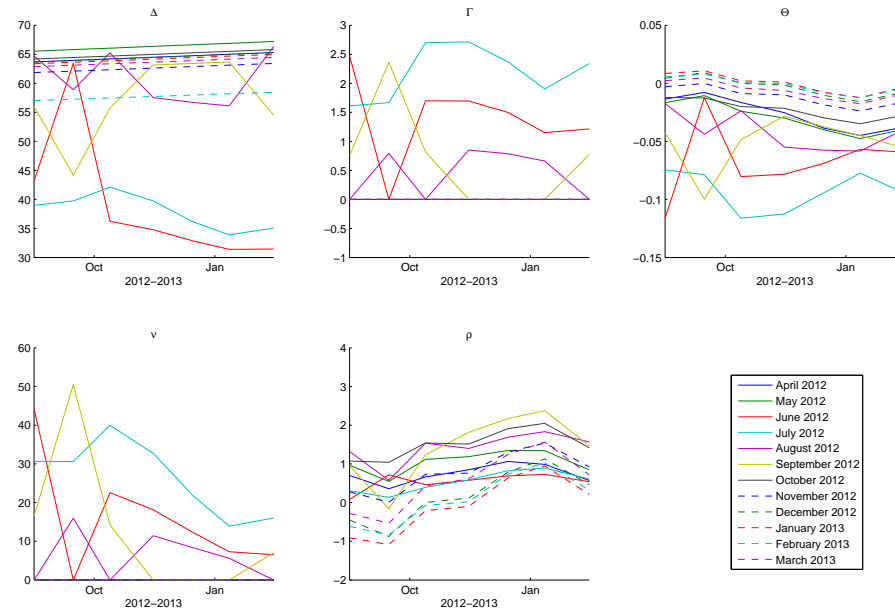 Δ
70
65
60
55
50
45
40
35
30
Oct
Jan
2012−2013
Γ
3
2.5
2
1.5
1
0.5
0
−0.5
−1
Oct
Jan
2012−2013
Θ
0.05
0
−0.05
−0.1
−0.15
Oct
Jan
2012−2013
ν
60
50
40
30
20
10
0
Oct
Jan
2012−2013
ρ
4
3
2
1
0
−1
−2
Oct
Jan
2012−2013
April 2012
May 2012
June 2012
July 2012
August 2012
September 2012
October 2012
November 2012
December 2012
January 2013
February 2013
March 2013